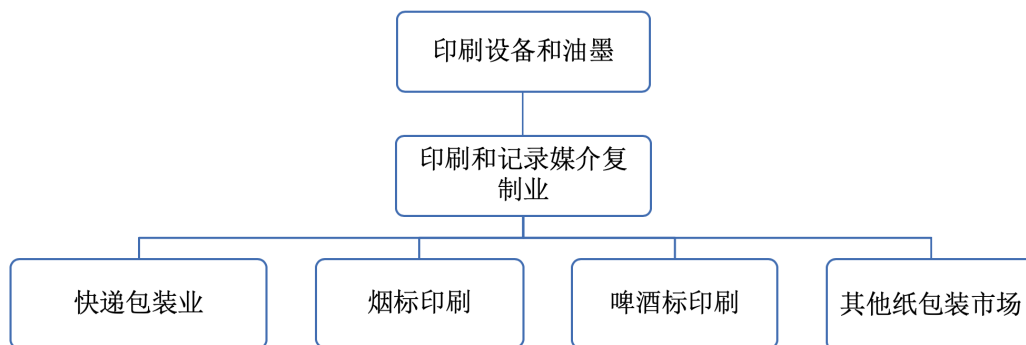 印刷设备和油墨
印刷和记录媒介复
制业
快递包装业
烟标印刷
啤酒标印刷
其他纸包装市场